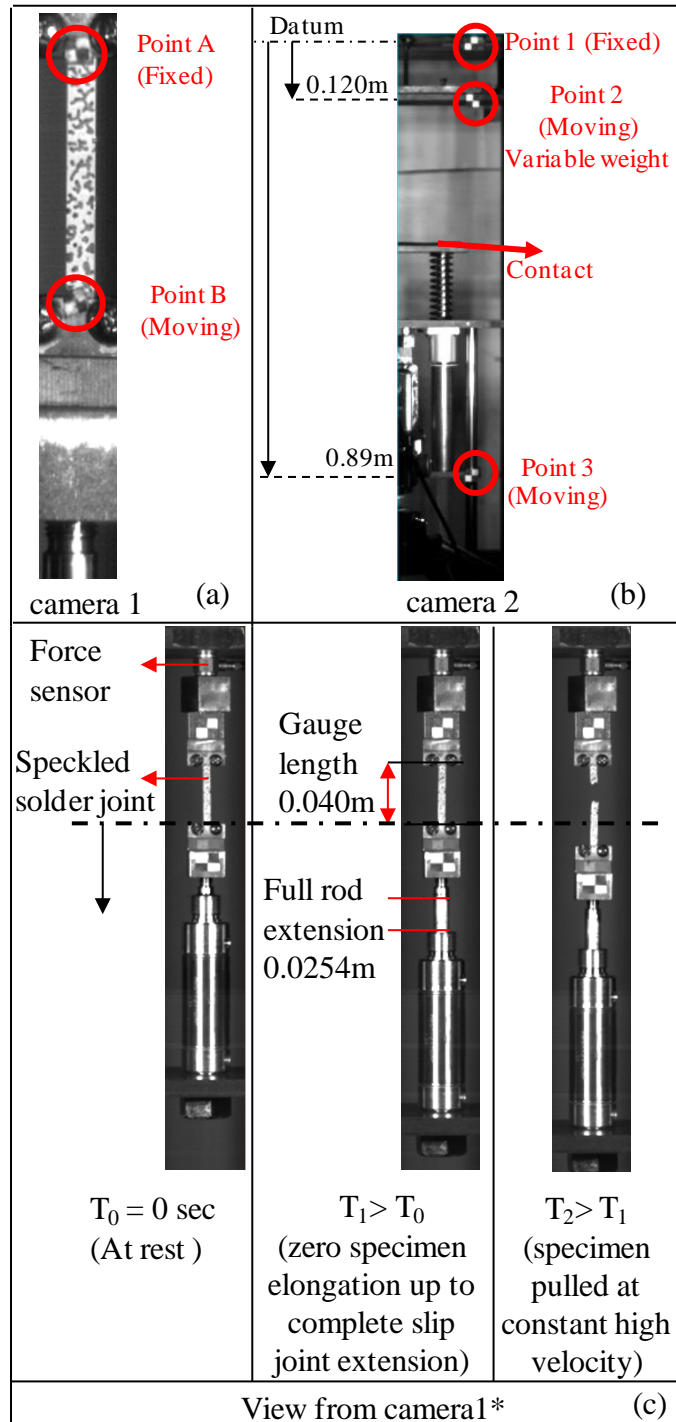 Point A
(Fixed)
Point B
(Moving)
camera 1
(a)
Datum
0.120m
0.89m
Point 1 (Fixed)
Point 2
(Moving)
Variable weight
Contact
Point 3
(Moving)
camera 2
(b)
Force
sensor
Speckled
solder joint
Gauge
length
0.040m
Full rod
extension
0.0254m
T₀ = 0 sec
(At rest )
T₁> T₀
(zero specimen
elongation up to
complete slip
joint extension)
T₂> T₁
(specimen
pulled at
constant high
velocity)
View from camera1*
(c)